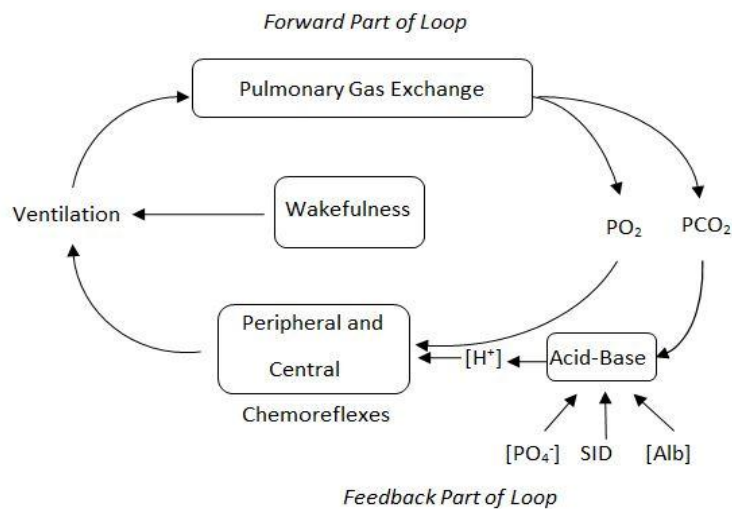 Forward Part of Loop
Pulmonary Gas Exchange
Wakefulness
Ventilation
PO₂
PCO₂
Peripheral and
Central
Chemoreflexes
[H⁺]
Acid-Base
[PO₄⁻]
SID
[Alb]
Feedback Part of Loop